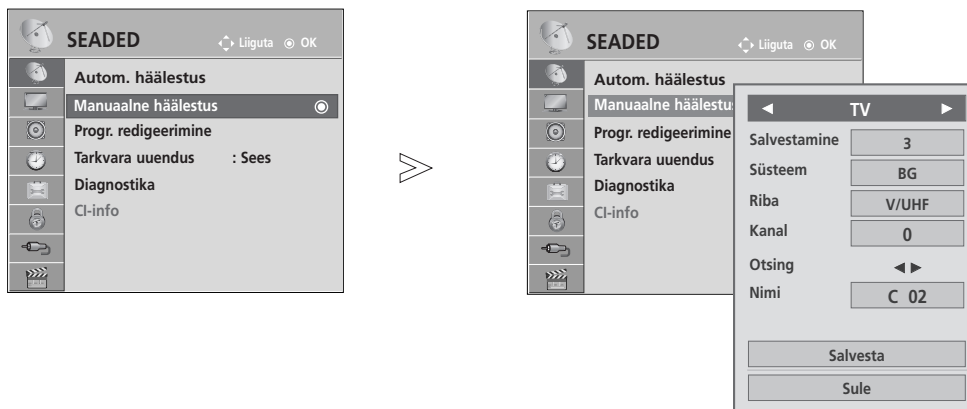 SEADED Liiguta OK
Autom. häälestus
Manuaalne häälestus
Progr. redigeerimine
Tarkvara uuendus : Sees
Diagnostika
CI-info
SEADED Liiguta OK
Autom. häälestus
Manuaalne häälestus
Progr. redigeerimine
Tarkvara uuendus
Diagnostika
CI-info
◄ TV ►
Salvestamine 3
Süsteem BG
Riba V/UHF
Kanal 0
Otsing ◄►
Nimi C 02
Salvesta
Sule